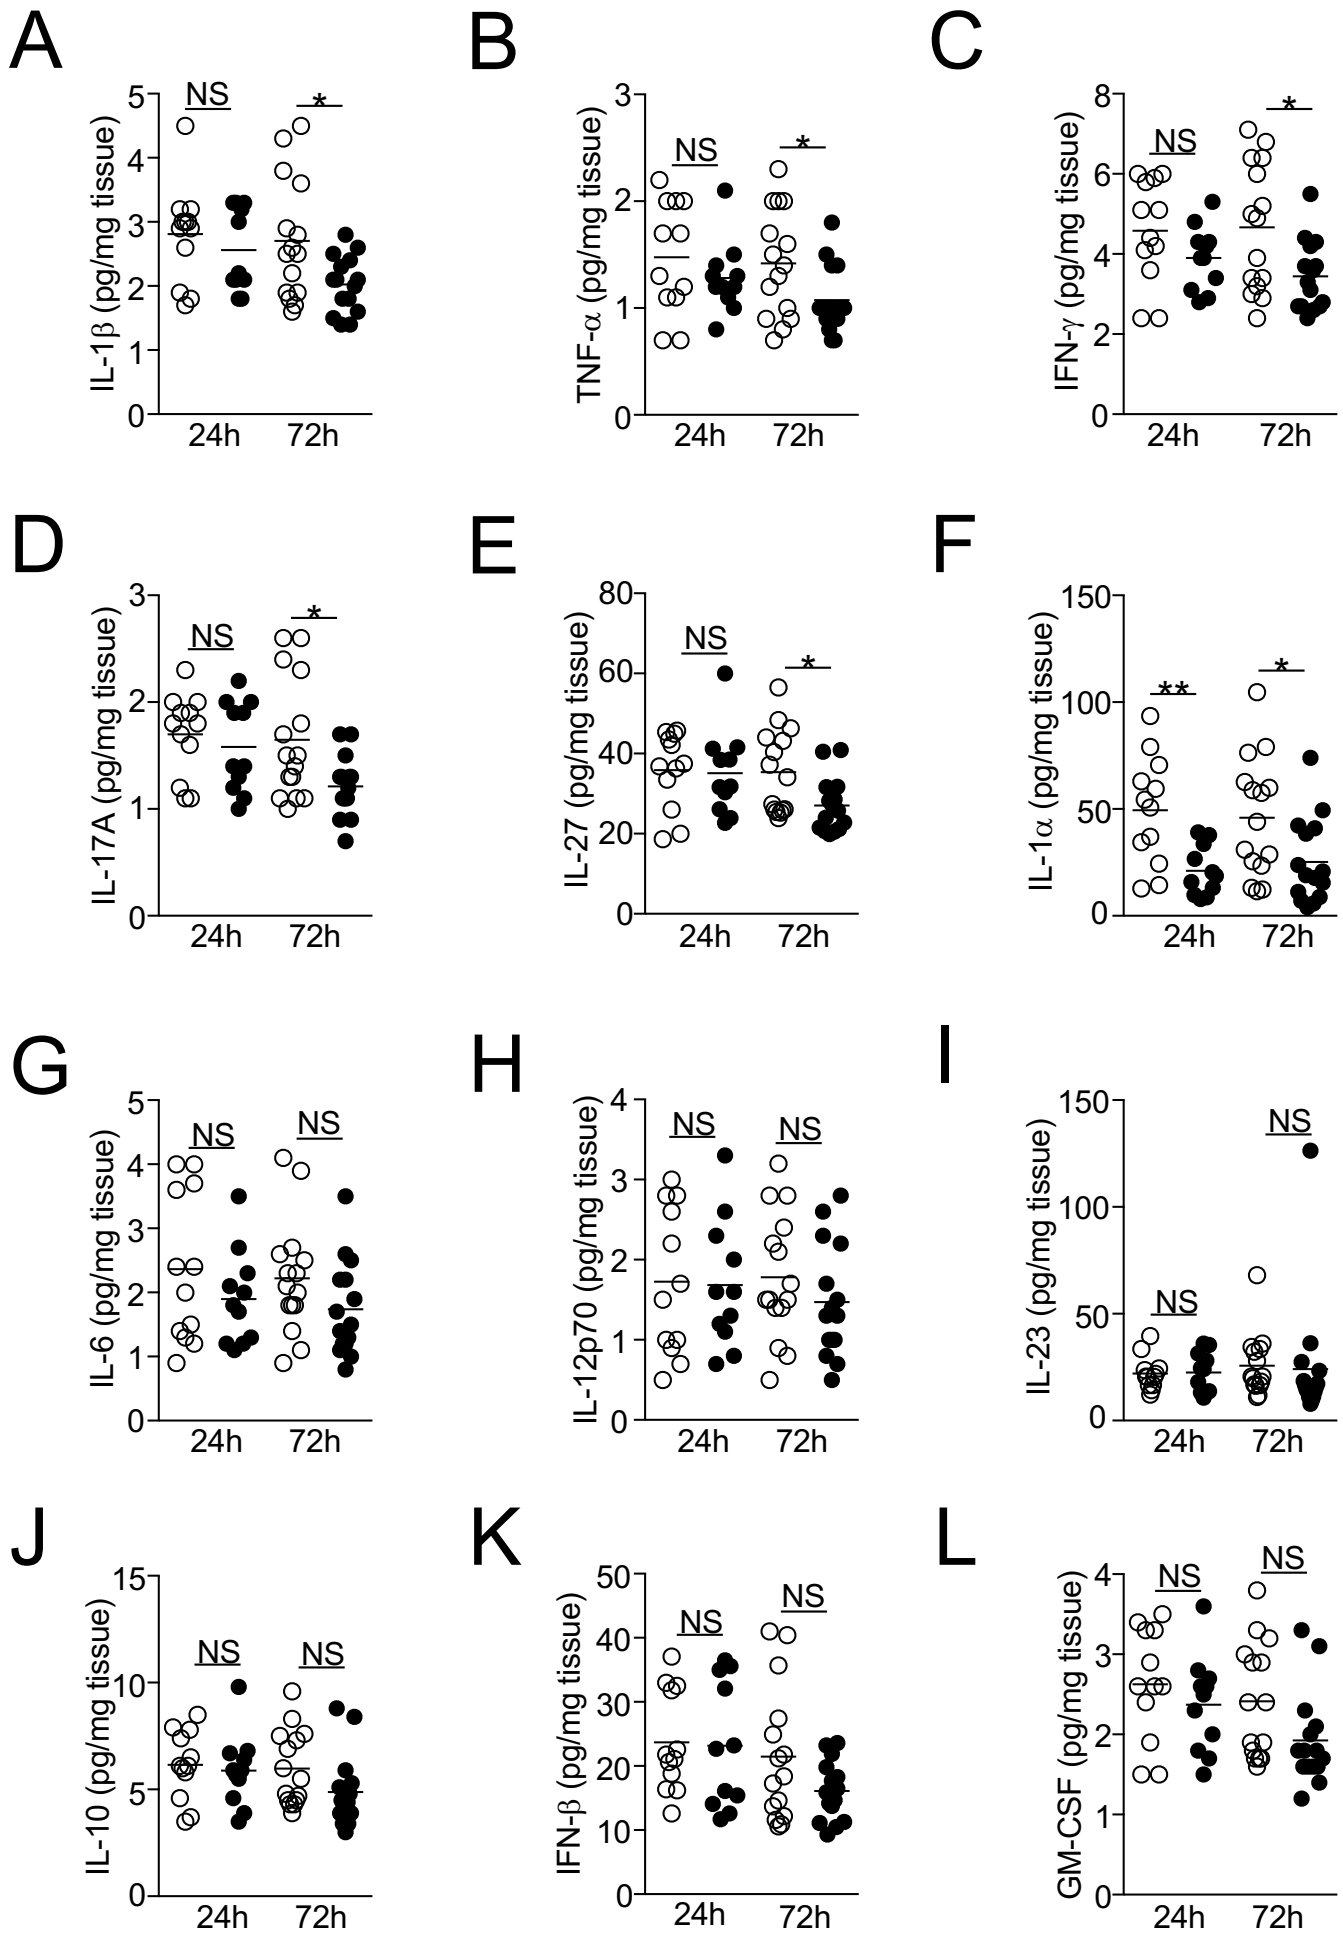 A
B
C
IL-1β (pg/mg tissue)
5
4
3
2
1
0
NS
*
24h
72h
TNF-α (pg/mg tissue)
3
2
1
0
NS
*
24h
72h
IFN-γ (pg/mg tissue)
8
6
4
2
0
NS
*
24h
72h
D
E
F
IL-17A (pg/mg tissue)
3
2
1
0
NS
*
24h
72h
IL-27 (pg/mg tissue)
80
60
40
20
0
NS
*
24h
72h
IL-1α (pg/mg tissue)
150
100
50
0
**
*
24h
72h
G
H
I
IL-6 (pg/mg tissue)
5
4
3
2
1
0
NS
NS
24h
72h
IL-12p70 (pg/mg tissue)
4
3
2
1
0
NS
NS
24h
72h
IL-23 (pg/mg tissue)
150
100
50
0
NS
NS
24h
72h
J
K
L
IL-10 (pg/mg tissue)
15
10
5
0
NS
NS
24h
72h
IFN-β (pg/mg tissue)
50
40
30
20
10
0
NS
NS
24h
72h
GM-CSF (pg/mg tissue)
4
3
2
1
0
NS
NS
24h
72h